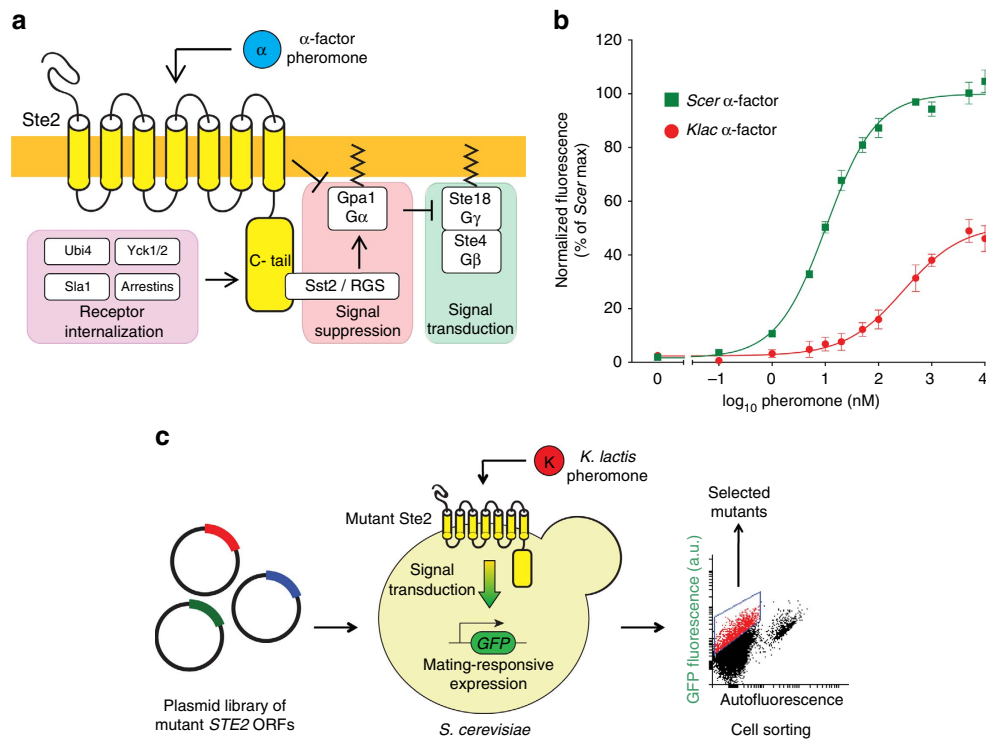 a
α
α-factor
pheromone
Ste2
Gpa1
Gα
Ste18
Gγ
Ste4
Gβ
C- tail
Ubi4
Yck1/2
Sla1
Arrestins
Receptor
internalization
Sst2 / RGS
Signal
suppression
Signal
transduction
b
Normalized fluorescence
(% of Scer max)
120
100
80
60
40
20
0
Scer α-factor
Klac α-factor
0 −1 0 1 2 3 4
log10 pheromone (nM)
c
K
K. lactis
pheromone
Mutant Ste2
Signal
transduction
GFP
Mating-responsive
expression
Plasmid library of
mutant STE2 ORFs
S. cerevisiae
Selected
mutants
GFP fluorescence (a.u.)
Autofluorescence
Cell sorting